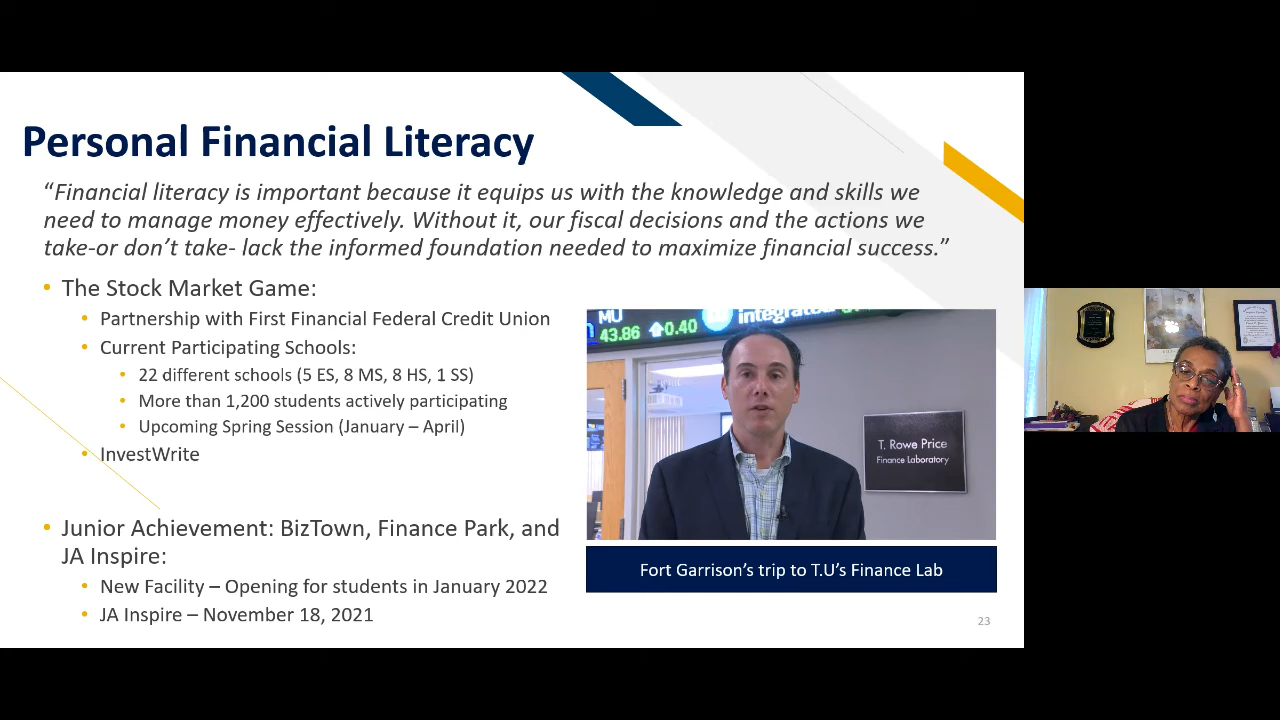 Personal Financial Literacy
“Financial literacy is important because it equips us with the knowledge and skills we
need to manage money effectively. Without it, our fiscal decisions and the actions we
take-or don’t take- lack the informed foundation needed to maximize financial success.”
• The Stock Market Game:
• Partnership with First Financial Federal Credit Union
• Current Participating Schools:
• 22 different schools (5 ES, 8 MS, 8 HS, 1 SS)
• More than 1,200 students actively participating
• Upcoming Spring Session (January – April)
• InvestWrite
• Junior Achievement: BizTown, Finance Park, and
JA Inspire:
• New Facility – Opening for students in January 2022
• JA Inspire – November 18, 2021
MU
43.86 0.40
integrated
T. Rowe Price
Finance Laboratory
Fort Garrison’s trip to T.U’s Finance Lab
23